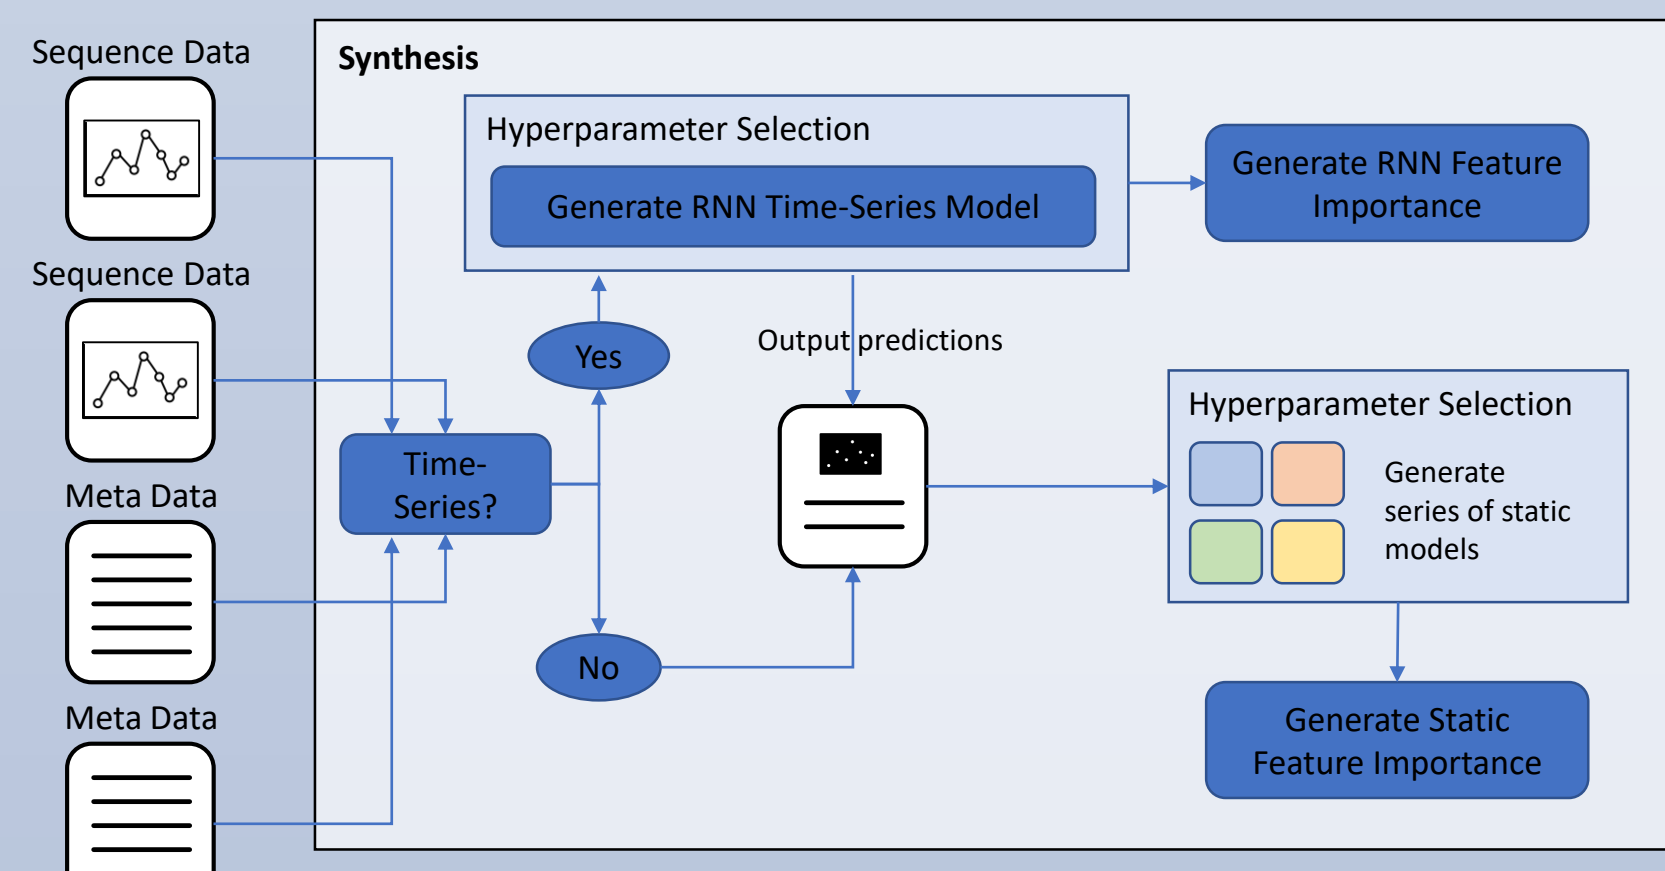 Sequence Data
Sequence Data
Meta Data
Meta Data
Synthesis
Hyperparameter Selection
Generate RNN Time-Series Model
Generate RNN Feature
Importance
Yes
Output predictions
Time-
Series?
No
Hyperparameter Selection
Generate
series of static
models
Generate Static
Feature Importance